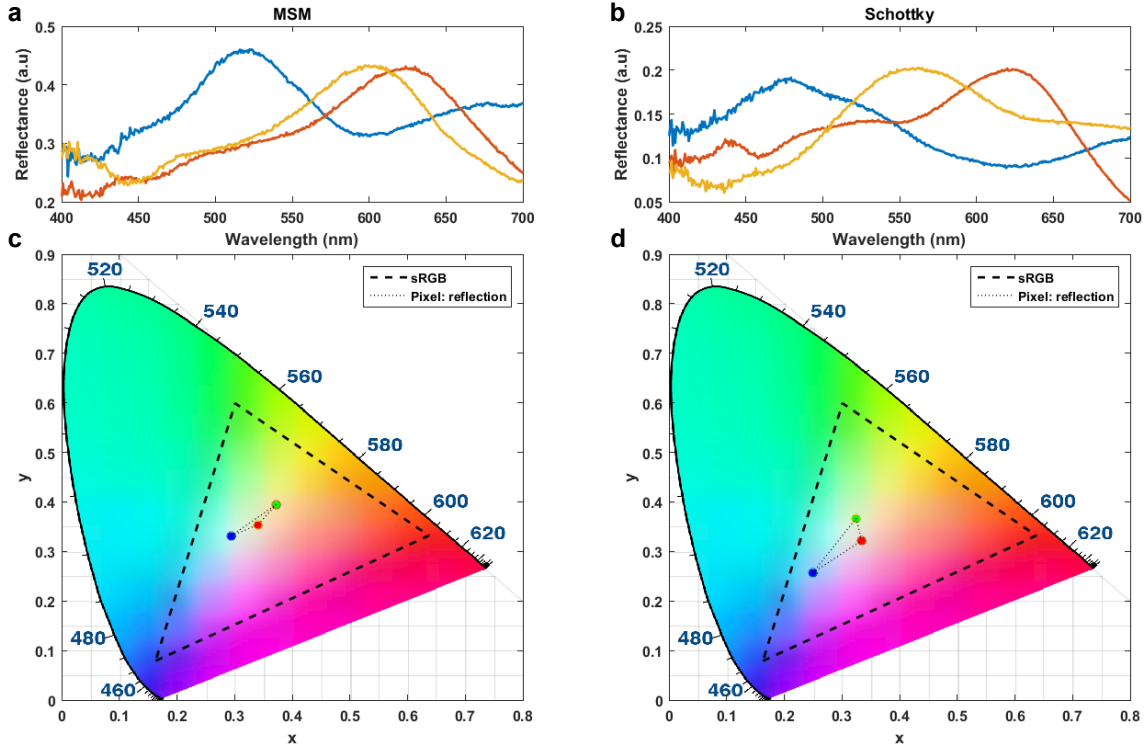 a
MSM
0.5
0.4
0.3
0.2
Reflectance (a.u)
400 450 500 550 600 650 700
Wavelength (nm)
b
Schottky
0.25
0.2
0.15
0.1
0.05
Reflectance (a.u)
400 450 500 550 600 650 700
Wavelength (nm)
c
0.9
0.8
0.7
0.6
0.5
0.4
0.3
0.2
0.1
0
y
520
540
560
580
600
620
480
460
sRGB
Pixel: reflection
0 0.1 0.2 0.3 0.4 0.5 0.6 0.7 0.8
x
d
0.9
0.8
0.7
0.6
0.5
0.4
0.3
0.2
0.1
0
y
520
540
560
580
600
620
480
460
sRGB
Pixel: reflection
0 0.1 0.2 0.3 0.4 0.5 0.6 0.7 0.8
x